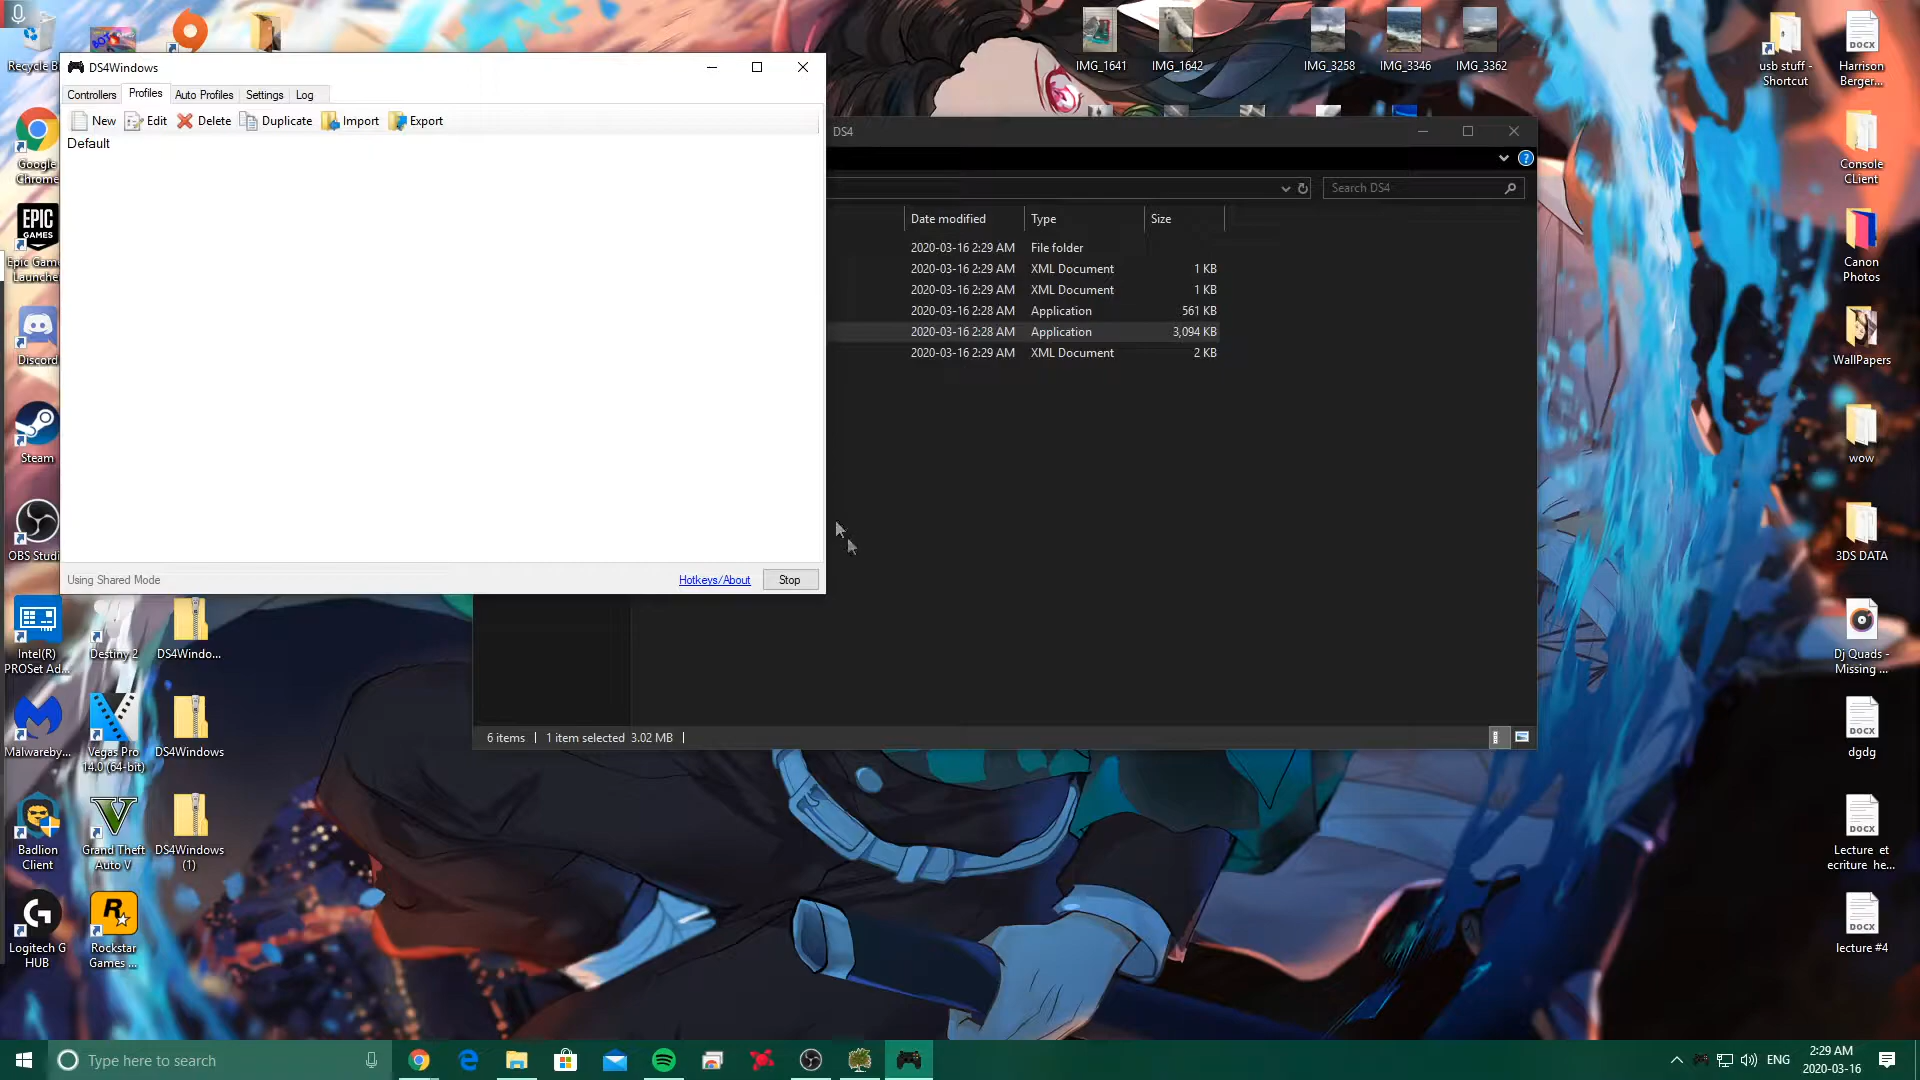 Recycle B
IMG_1641
IMG_1642
IMG_3258
IMG_3346
IMG_3362
usb stuff -
Shortcut
Harrison
Berger...
DS4Windows
Controllers
Profiles
Auto Profiles
Settings
Log
New
Edit
Delete
Duplicate
Import
Export
Default
Using Shared Mode
Hotkeys/About
Stop
DS4
Search DS4
Date modified
Type
Size
2020-03-16 2:29 AM File folder
2020-03-16 2:29 AM XML Document 1 KB
2020-03-16 2:29 AM XML Document 1 KB
2020-03-16 2:28 AM Application 561 KB
2020-03-16 2:28 AM Application 3,094 KB
2020-03-16 2:29 AM XML Document 2 KB
6 items
1 item selected 3.02 MB
Google
Chrome
EPIC
GAMES
Epic Gam
Launche
Discord
Steam
OBS Studi
Intel(R)
PROSet Ad...
Destiny 2
DS4Windo...
Malwareby...
Vegas Pro
14.0 (64-bit)
DS4Windows
Badlion
Client
Grand Theft
Auto V
DS4Windows
(1)
Logitech G
HUB
Rockstar
Games ...
DOCX
Console
CLient
Canon
Photos
WallPapers
wow
3DS DATA
Dj Quads -
Missing ...
DOCX
dgdg
DOCX
Lecture et
ecriture he...
DOCX
lecture #4
Type here to search
ENG
2:29 AM
2020-03-16